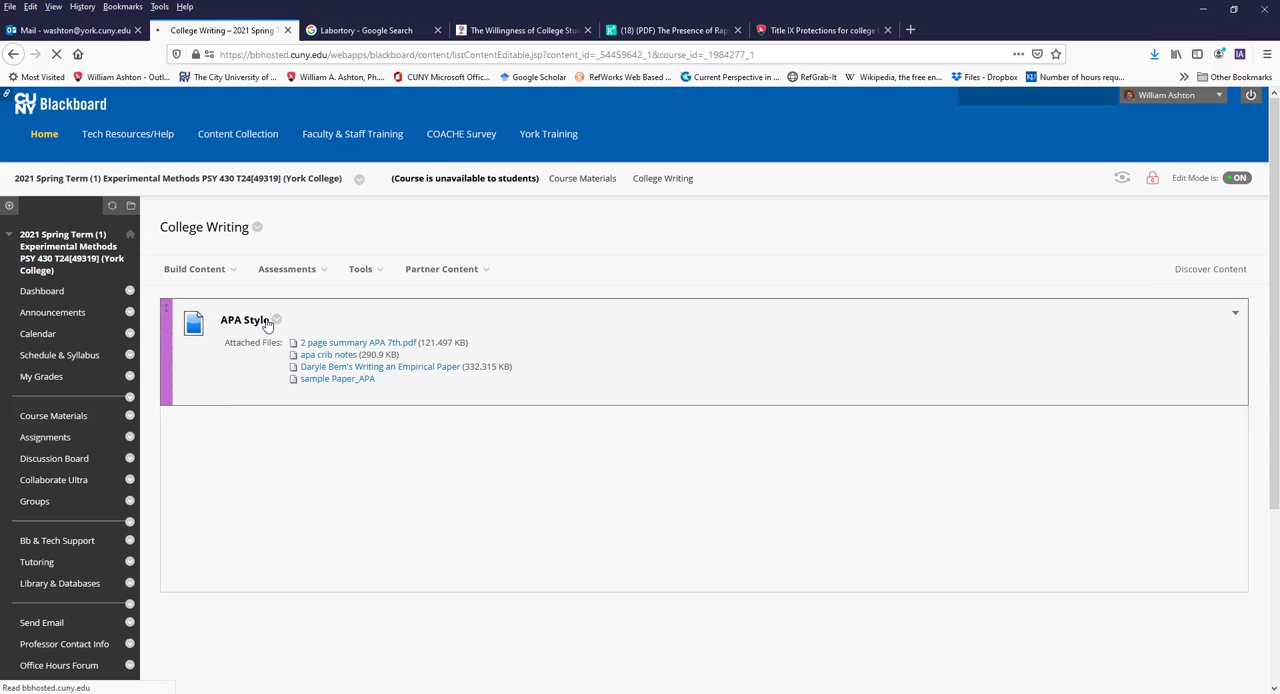 File Edit View History Bookmarks Tools Help
Mail - washton@york.cuny.edu
College Writing – 2021 Spring T
Labortory - Google Search
The Willingness of College Stu
(18) (PDF) The Presence of Rap
Title IX Protections for college
https://bbhosted.cuny.edu/webapps/blackboard/content/listContentEditable.jsp?content_id=_54459642_1&course_id=_1984277_1
Most Visited William Ashton - Outl... The City University of ... William A. Ashton, Ph... CUNY Microsoft Offic... Google Scholar RefWorks Web Based ... Current Perspective in ... RefGrab-It Wikipedia, the free en... Files - Dropbox Number of hours requ... Other Bookmarks
CUNY Blackboard
William Ashton
Home Tech Resources/Help Content Collection Faculty & Staff Training COACHE Survey York Training
2021 Spring Term (1) Experimental Methods PSY 430 T24[49319] (York College) (Course is unavailable to students) Course Materials College Writing Edit Mode is: ON
2021 Spring Term (1)
Experimental Methods
PSY 430 T24[49319] (York
College)
Dashboard
Announcements
Calendar
Schedule & Syllabus
My Grades
Course Materials
Assignments
Discussion Board
Collaborate Ultra
Groups
Bb & Tech Support
Tutoring
Library & Databases
Send Email
Professor Contact Info
Office Hours Forum
College Writing
Build Content Assessments Tools Partner Content Discover Content
APA Style
Attached Files: 2 page summary APA 7th.pdf (121.497 KB)
apa crib notes (290.9 KB)
Daryle Bem's Writing an Empirical Paper (332.315 KB)
sample Paper_APA
Read bbhosted.cuny.edu